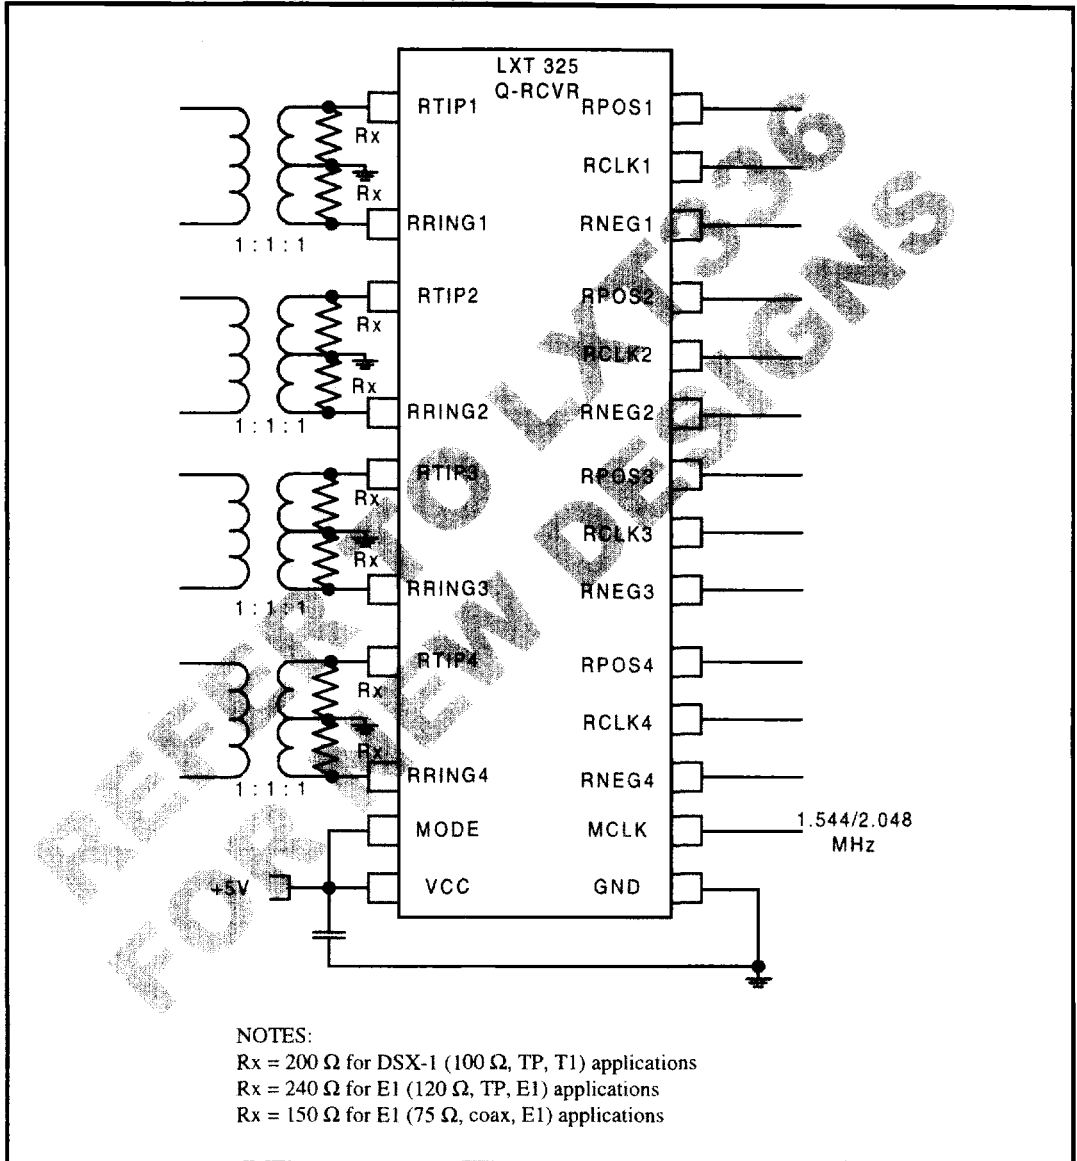 LXT 325
Q-RCVR
RTIP1
RPOS1
Rx
RCLK1
Rx
RRING1
RNEG1
1 : 1 : 1
RTIP2
RPOS2
Rx
RCLK2
Rx
RRING2
RNEG2
1 : 1 : 1
RTIP3
RPOS3
Rx
RCLK3
Rx
RRING3
RNEG3
1 : 1 : 1
RTIP4
RPOS4
Rx
RCLK4
Rx
RRING4
RNEG4
1 : 1 : 1
MODE
MCLK
1.544/2.048
MHz
+5V
VCC
GND
REFER TO LXT336
FOR NEW DESIGNS
NOTES:
Rx = 200 Ω for DSX-1 (100 Ω, TP, T1) applications
Rx = 240 Ω for E1 (120 Ω, TP, E1) applications
Rx = 150 Ω for E1 (75 Ω, coax, E1) applications